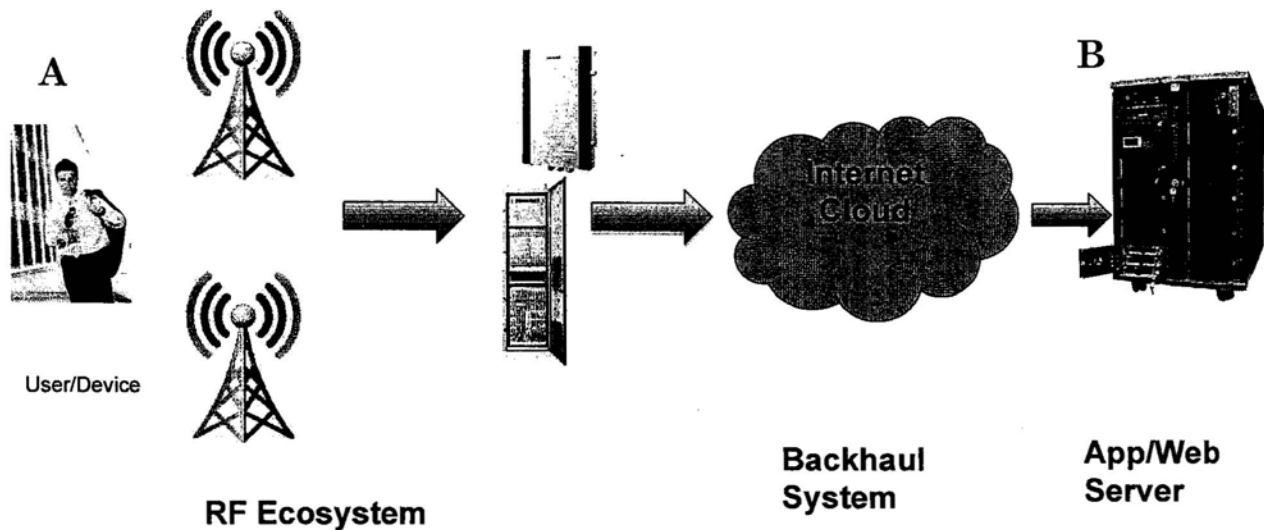 A
B
Internet
Cloud
User/Device
Backhaul
System
App/Web
Server
RF Ecosystem